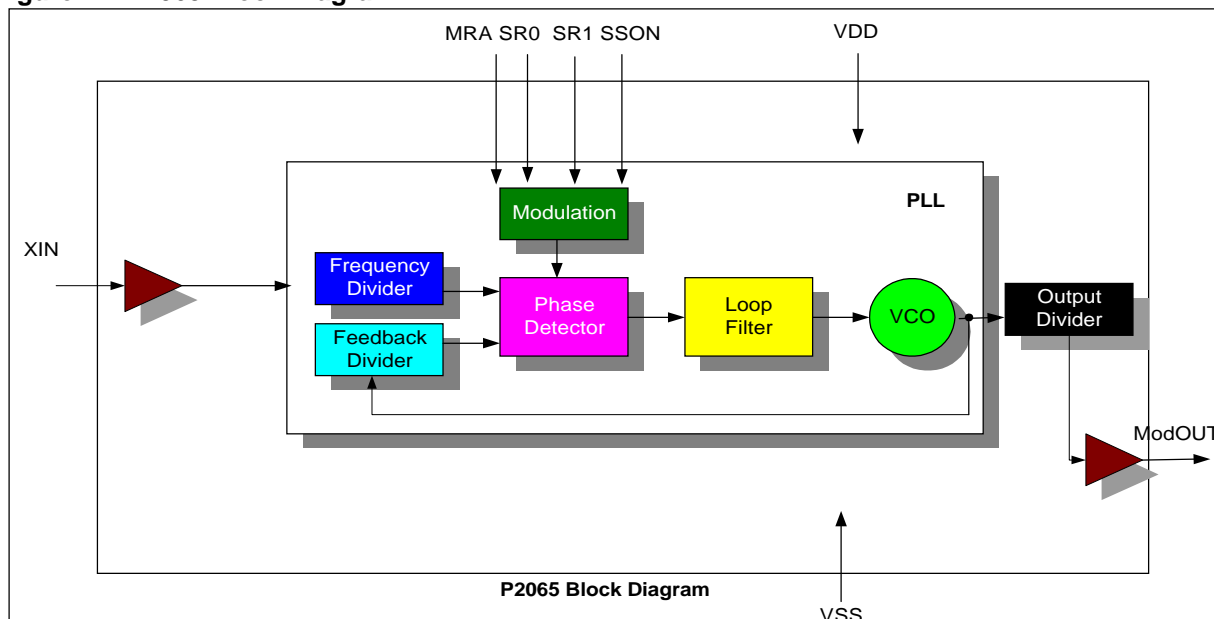 MRA SR0 SR1 SSON
VDD
PLL
Modulation
XIN
Frequency
Divider
Phase
Detector
Loop
Filter
VCO
Output
Divider
Feedback
Divider
ModOUT
P2065 Block Diagram
VSS